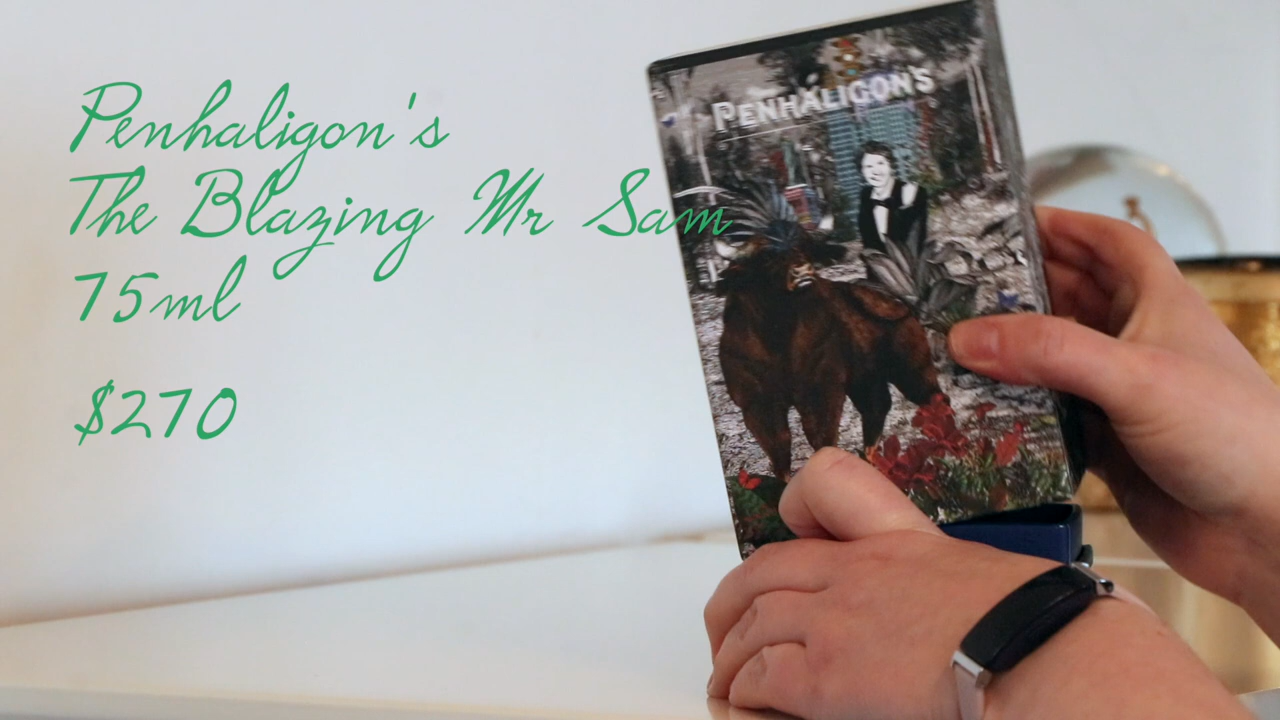 Penhaligon's
The Blazing Mr Sam
75ml
$270
PENHALIGON'S